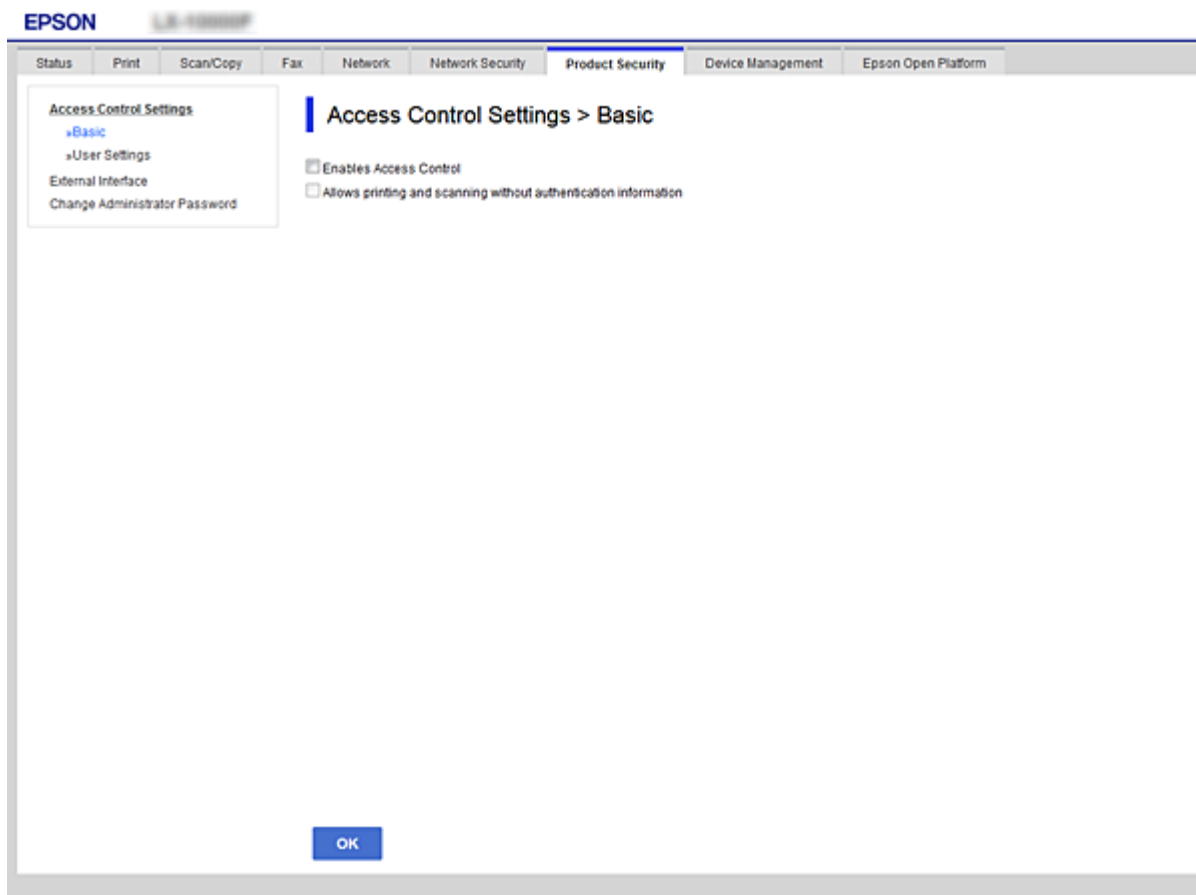 EPSON
Status Print Scan/Copy Fax Network Network Security Product Security Device Management Epson Open Platform
Access Control Settings
»Basic
»User Settings
External Interface
Change Administrator Password
Access Control Settings > Basic
Enables Access Control
Allows printing and scanning without authentication information
OK